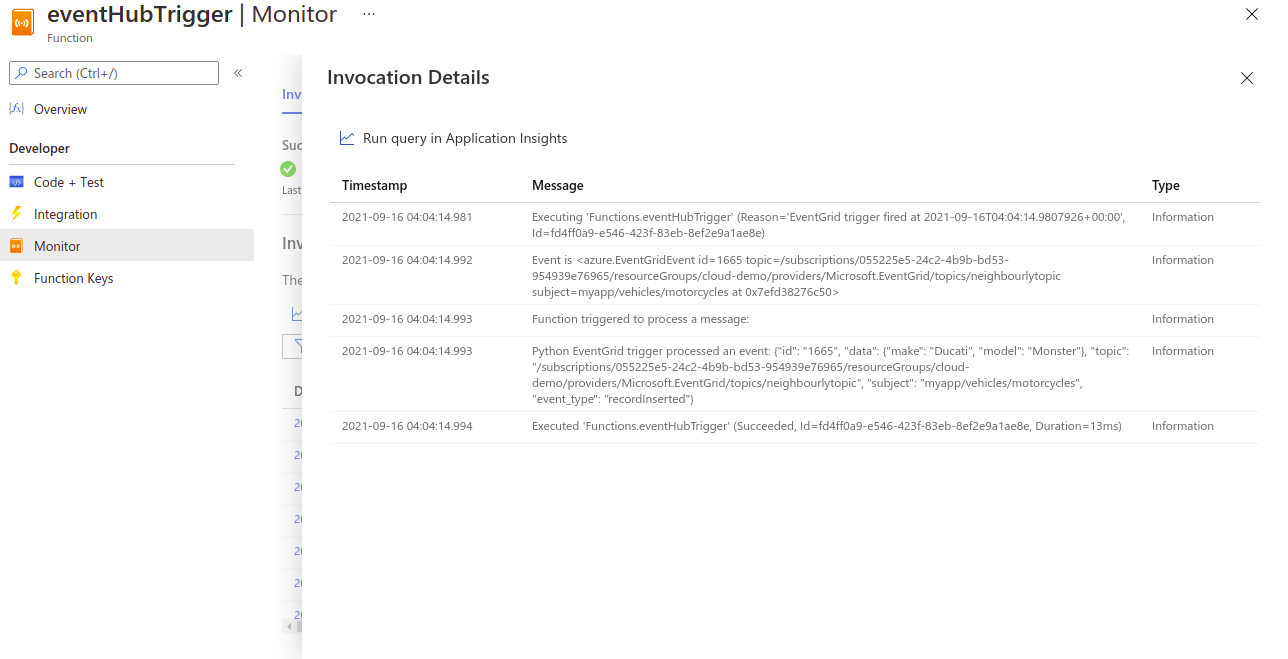 eventHubTrigger | Monitor ...
Function
Search (Ctrl+/) «
Overview
Developer
Code + Test
Integration
Monitor
Function Keys
Inv
Suc
Last
Inv
The
D
20
20
20
20
20
20
20
Invocation Details
Run query in Application Insights
Timestamp Message Type
2021-09-16 04:04:14.981 Executing 'Functions.eventHubTrigger' (Reason='EventGrid trigger fired at 2021-09-16T04:04:14.9807926+00:00', Information
Id=fd4ff0a9-e546-423f-83eb-8ef2e9a1ae8e)
2021-09-16 04:04:14.992 Event is <azure.EventGridEvent id=1665 topic=/subscriptions/055225e5-24c2-4b9b-bd53- Information
954939e76965/resourceGroups/cloud-demo/providers/Microsoft.EventGrid/topics/neighbourlytopic
subject=myapp/vehicles/motorcycles at 0x7efd38276c50>
2021-09-16 04:04:14.993 Function triggered to process a message: Information
2021-09-16 04:04:14.993 Python EventGrid trigger processed an event: {"id": "1665", "data": {"make": "Ducati", "model": "Monster"}, "topic": Information
"/subscriptions/055225e5-24c2-4b9b-bd53-954939e76965/resourceGroups/cloud-
demo/providers/Microsoft.EventGrid/topics/neighbourlytopic", "subject": "myapp/vehicles/motorcycles",
"event_type": "recordInserted"}
2021-09-16 04:04:14.994 Executed 'Functions.eventHubTrigger' (Succeeded, Id=fd4ff0a9-e546-423f-83eb-8ef2e9a1ae8e, Duration=13ms) Information